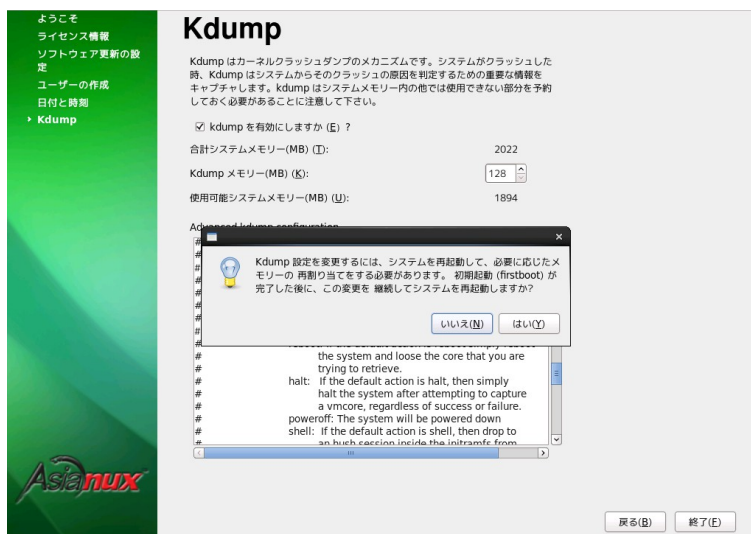 ようこそ
ライセンス情報
ソフトウェア更新の設
定
ユーザーの作成
日付と時刻
Kdump
Kdump
Kdump はカーネルクラッシュダンプのメカニズムです。システムがクラッシュした
時、Kdump はシステムからそのクラッシュの原因を判定するための重要な情報を
キャプチャします。kdump はシステムメモリー内の他では使用できない部分を予約
しておく必要があることに注意して下さい。
kdump を有効にしますか (E) ?
合計システムメモリー(MB) (T): 2022
Kdump メモリー(MB) (K): 128
使用可能システムメモリー(MB) (U): 1894
Advanced kdump configuration
#
#
#
#
#
#
#
#
Kdump 設定を変更するには、システムを再起動して、必要に応じたメ
モリーの 再割り当てをする必要があります。 初期起動 (firstboot) が
完了した後に、この変更を 継続してシステムを再起動しますか?
いいえ(N) はい(Y)
# the system and loose the core that you are
# trying to retrieve.
# halt: If the default action is halt, then simply
# halt the system after attempting to capture
# a vmcore, regardless of success or failure.
# poweroff: The system will be powered down
# shell: If the default action is shell, then drop to
# an hush session inside the initramfs from
Asianux
戻る(B) 終了(F)